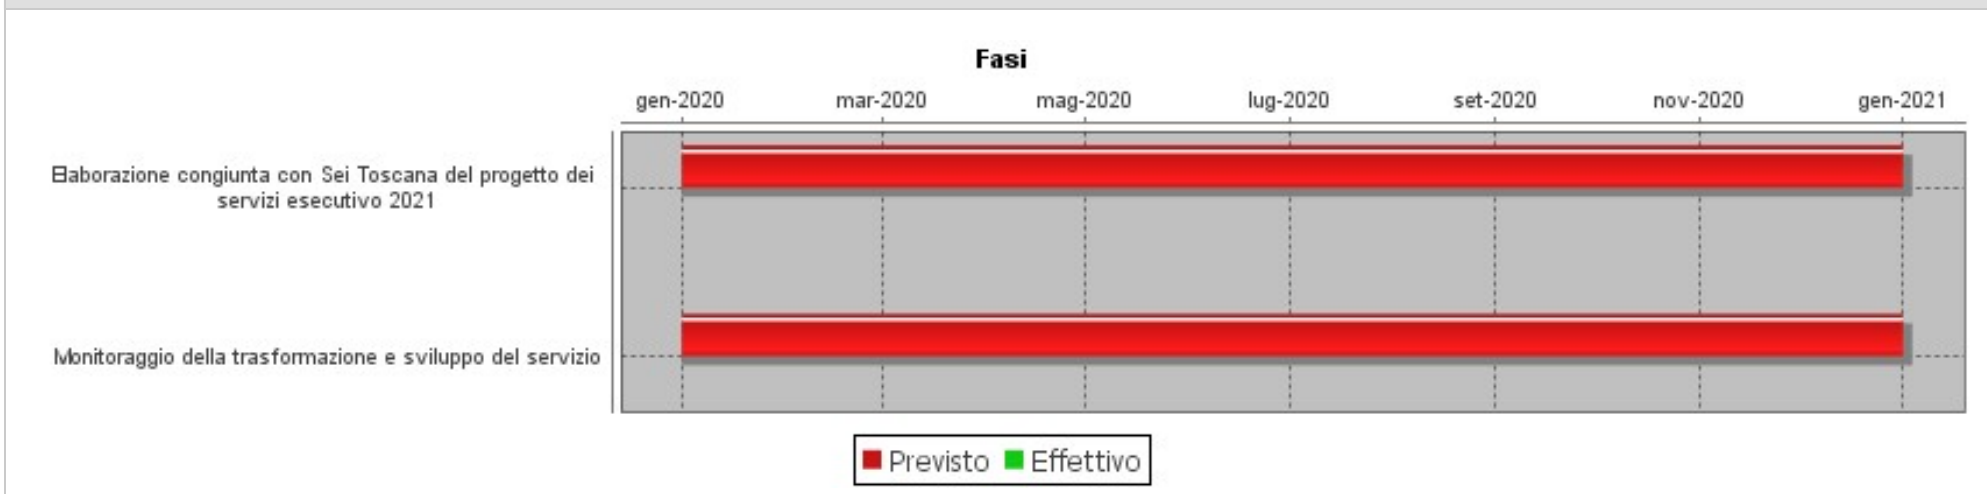 Fasi
gen-2020 mar-2020 mag-2020 lug-2020 set-2020 nov-2020 gen-2021
Elaborazione congiunta con Sei Toscana del progetto dei
servizi esecutivo 2021
Monitoraggio della trasformazione e sviluppo del servizio
Previsto Effettivo